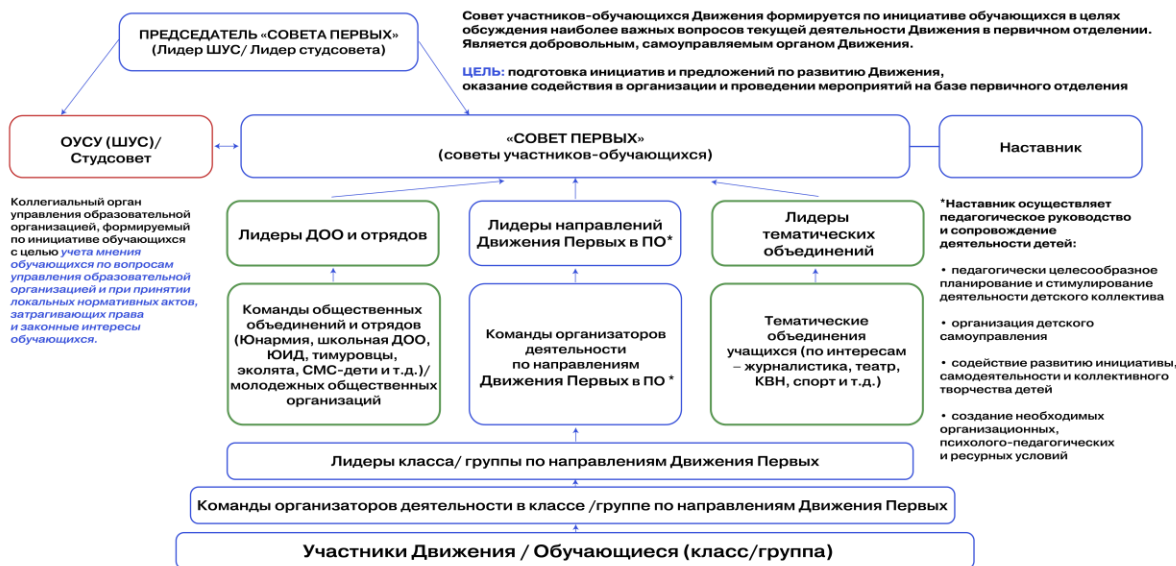 ПРЕДСЕДАТЕЛЬ «СОВЕТА ПЕРВЫХ»
(Лидер ШУС/ Лидер студсовета)
Совет участников-обучающихся Движения формируется по инициативе обучающихся в целях
обсуждения наиболее важных вопросов текущей деятельности Движения в первичном отделении.
Является добровольным, самоуправляемым органом Движения.
ЦЕЛЬ: подготовка инициатив и предложений по развитию Движения,
оказание содействия в организации и проведении мероприятий на базе первичного отделения
ОУСУ (ШУС)/
Студсовет
«СОВЕТ ПЕРВЫХ»
(советы участников-обучающихся)
Наставник
Коллегиальный орган
управления образовательной
организацией, формируемый
по инициативе обучающихся
с целью учета мнения
обучающихся по вопросам
управления образовательной
организацией и при принятии
локальных нормативных актов,
затрагивающих права
и законные интересы
обучающихся.
Лидеры ДОО и отрядов
Лидеры направлений
Движения Первых в ПО*
Лидеры
тематических
объединений
Команды общественных
объединений и отрядов
(Юнармия, школьная ДОО,
ЮИД, тимуровцы,
эколята, СМС-дети и т.д.)/
молодежных общественных
организаций
Команды организаторов
деятельности
по направлениям
Движения Первых в ПО *
Тематические
объединения
учащихся (по интересам
– журналистика, театр,
КВН, спорт и т.д.)
*Наставник осуществляет
педагогическое руководство
и сопровождение
деятельности детей:
• педагогически целесообразное
планирование и стимулирование
деятельности детского коллектива
• организация детского
самоуправления
• содействие развитию инициативы,
самодеятельности и коллективного
творчества детей
• создание необходимых
организационных,
психолого-педагогических
и ресурсных условий
Лидеры класса/ группы по направлениям Движения Первых
Команды организаторов деятельности в классе /группе по направлениям Движения Первых
Участники Движения / Обучающиеся (класс/группа)